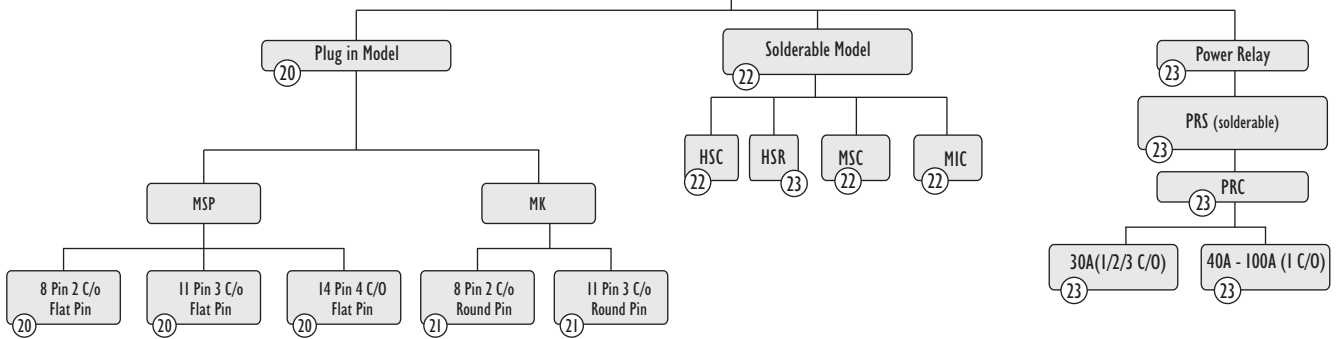 Plug in Model
20
Solderable Model
22
Power Relay
23
PRS (solderable)
23
HSC
22
HSR
23
MSC
22
MIC
22
PRC
23
MSP
MK
30A(1/2/3 C/O)
23
40A - 100A (1 C/O)
23
8 Pin 2 C/o
Flat Pin
20
11 Pin 3 C/o
Flat Pin
20
14 Pin 4 C/O
Flat Pin
20
8 Pin 2 C/o
Round Pin
21
11 Pin 3 C/o
Round Pin
21